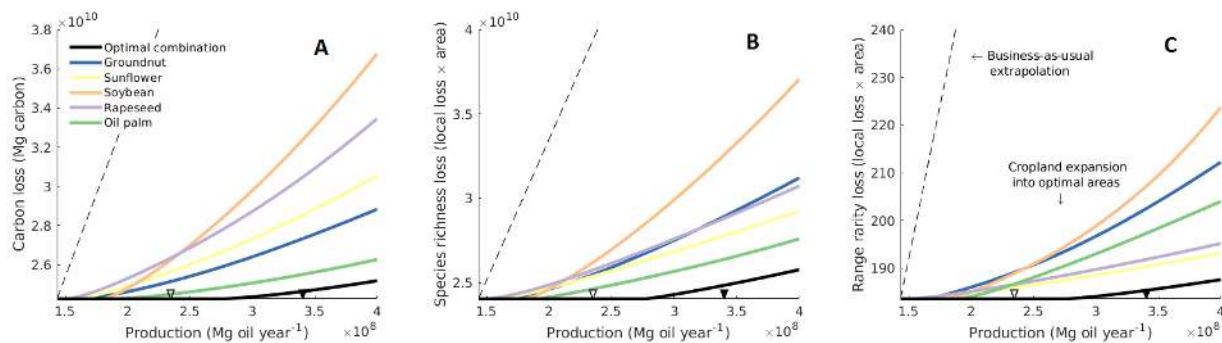 ×10¹⁰
3.8
3.6
3.4
3.2
3
2.8
2.6
Carbon loss (Mg carbon)
A
Optimal combination
Groundnut
Sunflower
Soybean
Rapeseed
Oil palm
1.5 2 2.5 3 3.5 4
Production (Mg oil year⁻¹) ×10⁸
×10¹⁰
4
3.5
3
2.5
Species richness loss (local loss × area)
B
1.5 2 2.5 3 3.5 4
Production (Mg oil year⁻¹) ×10⁸
240
230
220
210
200
190
Range rarity loss (local loss × area)
C
← Business-as-usual
extrapolation
Cropland expansion
into optimal areas
↓
1.5 2 2.5 3 3.5 4
Production (Mg oil year⁻¹) ×10⁸